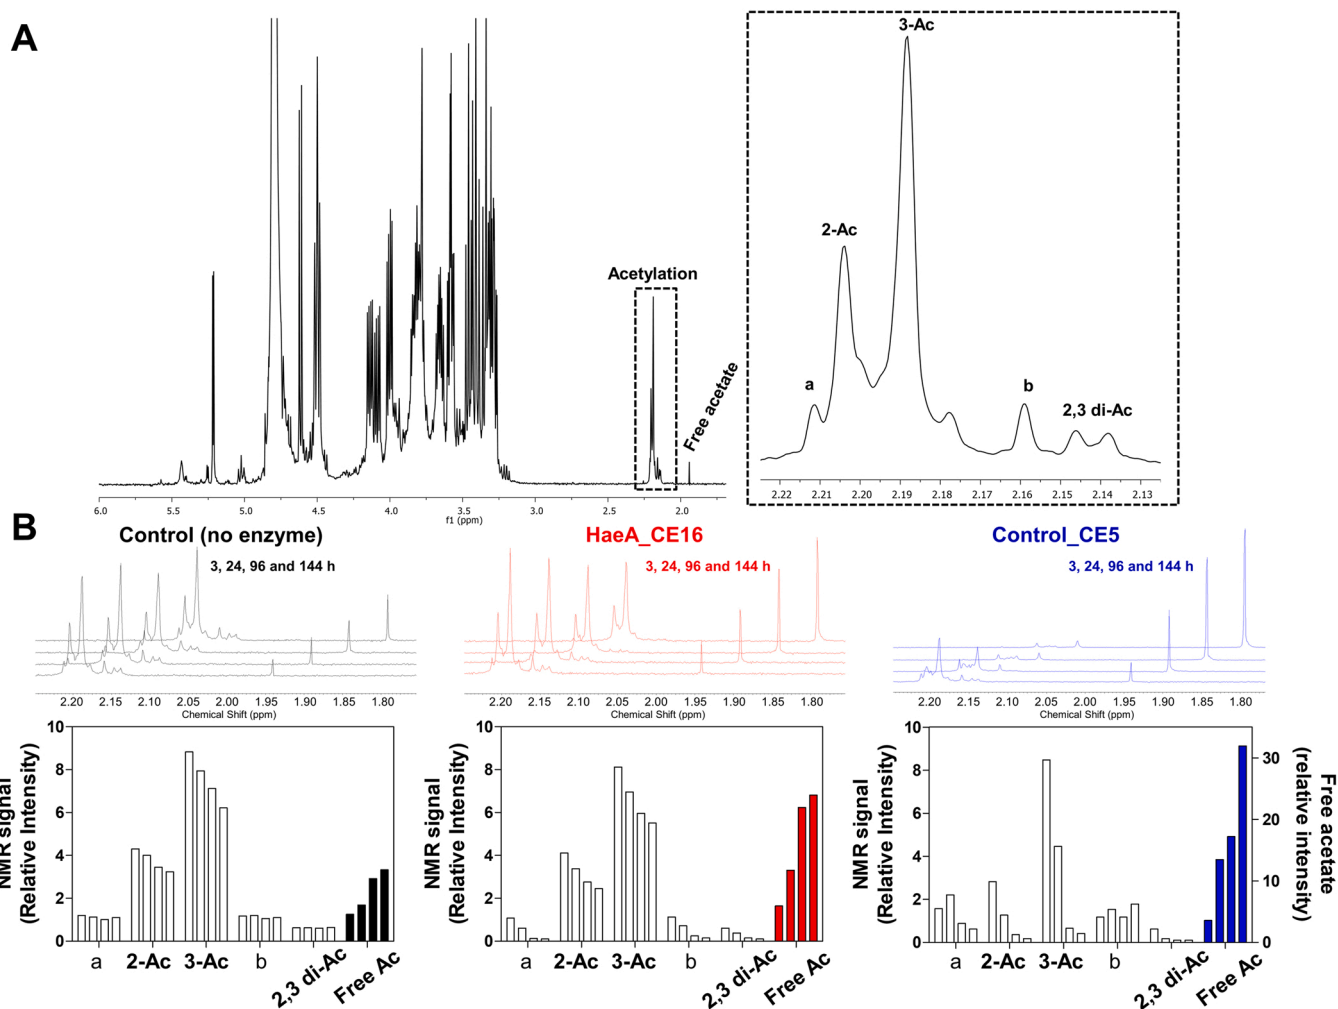 A
Acetylation
Free acetate
6.0 5.5 5.0 4.5 4.0 3.5 3.0 2.5 2.0
f1 (ppm)
3-Ac
2-Ac
a
b
2,3 di-Ac
2.22 2.21 2.20 2.19 2.18 2.17 2.16 2.15 2.14 2.13
B
Control (no enzyme)
3, 24, 96 and 144 h
2.20 2.15 2.10 2.05 2.00 1.95 1.90 1.85 1.80
Chemical Shift (ppm)
HaeA_CE16
3, 24, 96 and 144 h
2.20 2.15 2.10 2.05 2.00 1.95 1.90 1.85 1.80
Chemical Shift (ppm)
Control_CE5
3, 24, 96 and 144 h
2.20 2.15 2.10 2.05 2.00 1.95 1.90 1.85 1.80
Chemical Shift (ppm)
NMR signal
(Relative Intensity)
10
8
6
4
2
0
a 2-Ac 3-Ac b 2,3 di-Ac Free Ac
NMR signal
(Relative Intensity)
10
8
6
4
2
0
a 2-Ac 3-Ac b 2,3 di-Ac Free Ac
NMR signal
(Relative Intensity)
10
8
6
4
2
0
a 2-Ac 3-Ac b 2,3 di-Ac Free Ac
30
20
10
0
Free acetate
(relative intensity)